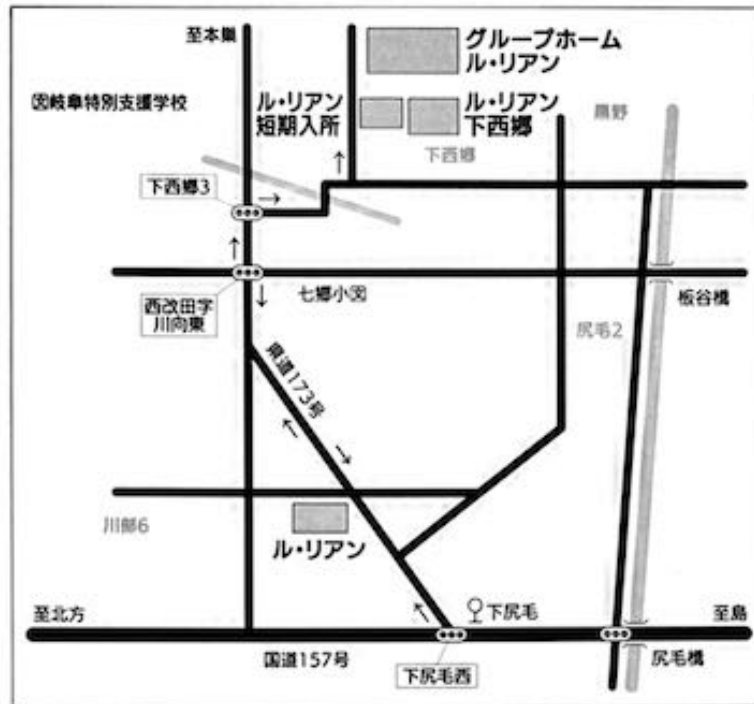 至本巣
グループホーム
ル・リアン
図岐阜特別支援学校
ル・リアン
短期入所
ル・リアン
下西郷
黒野
下西郷
下西郷3
七郷小図
板谷橋
西改田字
川向東
尻毛2
県道173号
川部6
ル・リアン
至北方
下尻毛
至島
国道157号
下尻毛西
尻毛橋